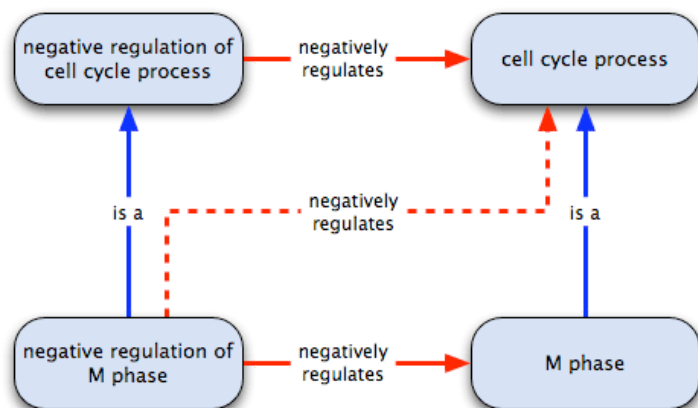 negative regulation of
cell cycle process
negatively
regulates
cell cycle process
is a
negatively
regulates
is a
negative regulation of
M phase
negatively
regulates
M phase